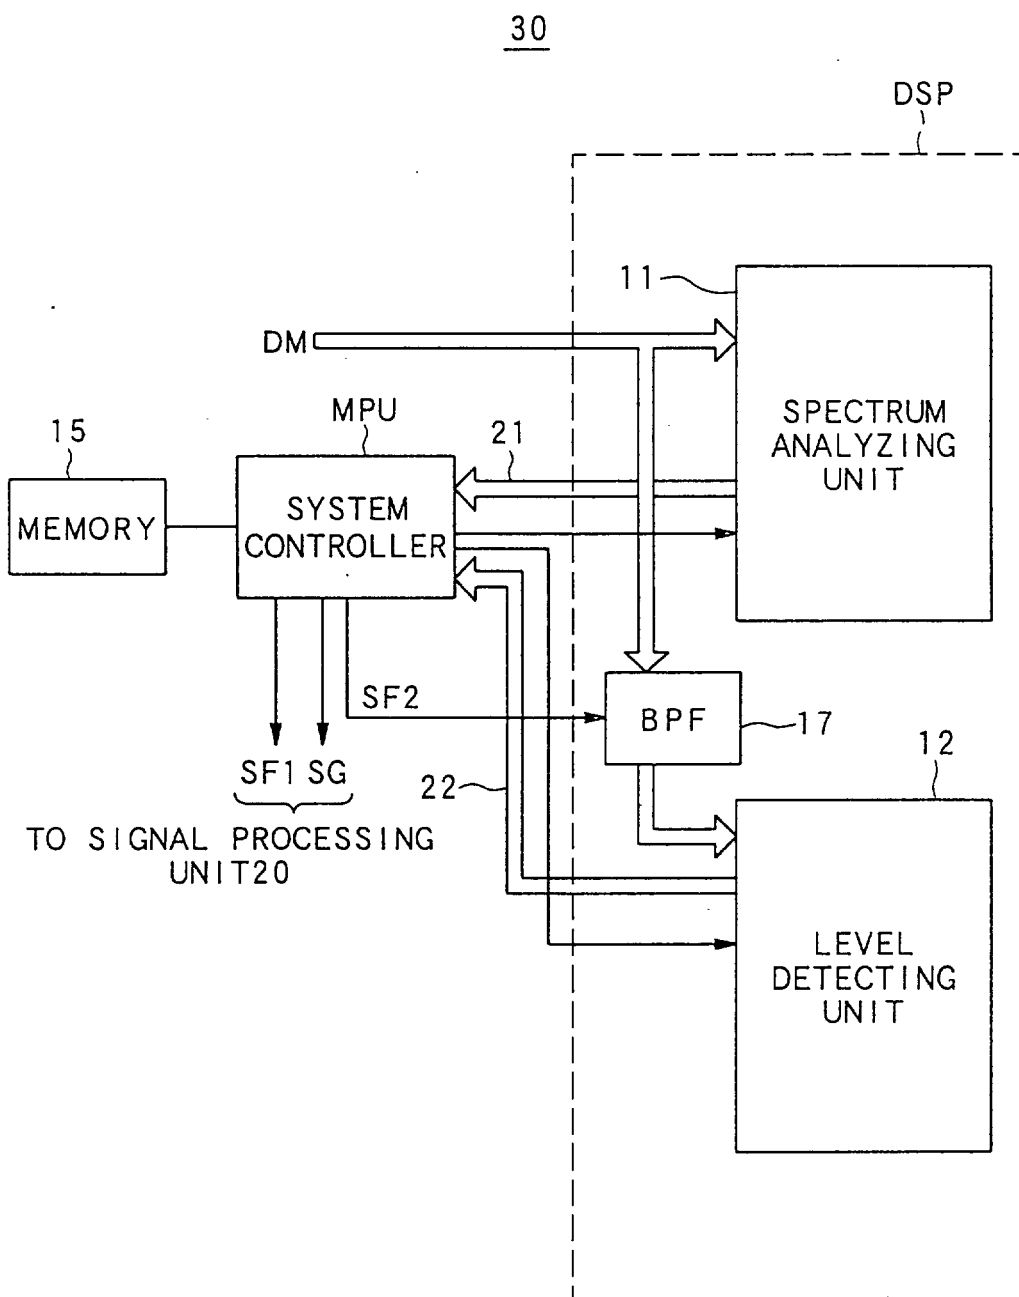 30
DSP
11
DM
SPECTRUM
ANALYZING
UNIT
MPU
21
15
SYSTEM
CONTROLLER
MEMORY
SF2
BPF
17
12
SF1 SG
22
TO SIGNAL PROCESSING
UNIT20
LEVEL
DETECTING
UNIT